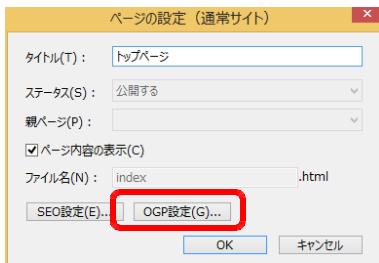 ページの設定（通常サイト）
タイトル(T)： トップページ
ステータス(S)： 公開する
親ページ(P)：
ページ内容の表示(C)
ファイル名(N)： index .html
SEO設定(E)... OGP設定(G)...
OK キャンセル